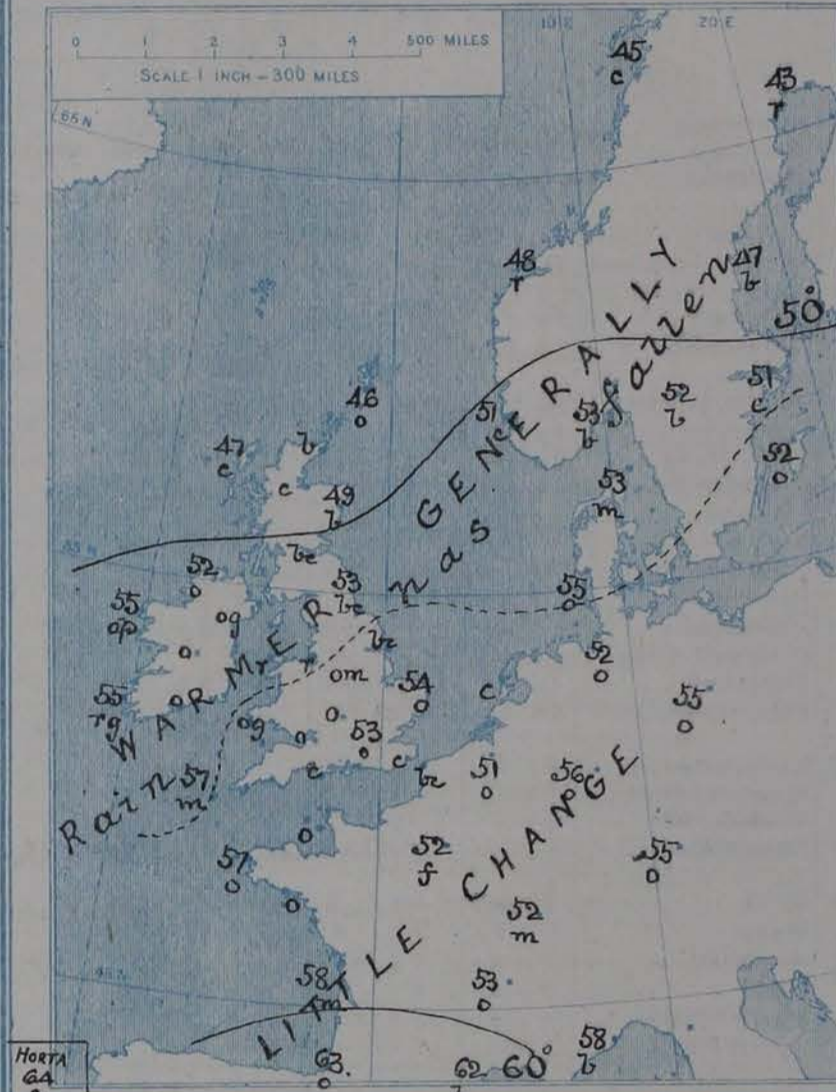 0 1 2 3 4 500 MILES
SCALE 1 INCH = 300 MILES
10 E
20 E
65 N
45
c
43
r
48
r
47
b
50°
GENERALLY
fallen
has
51
c
53
b
52
b
51
c
46
o
47
c
b
c
49
b
53
m
52
o
55 N
bc
52
o
53
bc
55
o
55
op
og
o
bc
WARMER
r
om
54
o
c
52
o
55
o
55
rg
o
og
o
o
53
o
c
c
bc
51
o
56
o
Rain
57
m
57
o
o
o
52
f
55
o
LITTLE CHANGE
52
m
58
m
53
o
60°
58
b
63
o
62
HORTA
64